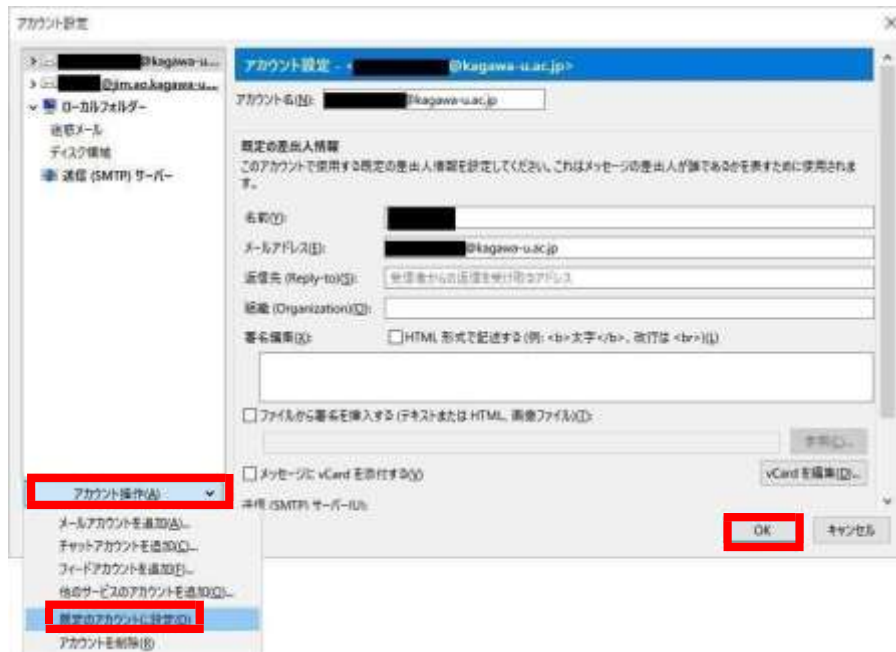 アカウント設定
@kagawa-u...
@jim.ao.kagawa-u...
ローカルフォルダー
迷惑メール
ディスク領域
送信 (SMTP) サーバー
アカウント設定 - <
@kagawa-u.ac.jp>
アカウント名(N):
@kagawa-u.ac.jp
既定の差出人情報
このアカウントで使用する既定の差出人情報を設定してください。これはメッセージの差出人が誰であるかを表すために使用されま
す。
名前(Y):
メールアドレス(E):
@kagawa-u.ac.jp
返信先 (Reply-to)(S):
受信者からの返信を受け取るアドレス
組織 (Organization)(O):
署名編集(X):
HTML 形式で記述する (例: <b>太字</b>、改行は <br>)(L)
ファイルから署名を挿入する (テキストまたは HTML、画像ファイル)(T):
参照(C)...
メッセージに vCard を添付する(V)
vCard を編集(D)...
送信 (SMTP) サーバー(U):
アカウント操作(A)
OK
キャンセル
メールアカウントを追加(A)...
チャットアカウントを追加(C)...
フィードアカウントを追加(F)...
他のサービスのアカウントを追加(O)...
既定のアカウントに設定(D)
アカウントを削除(R)